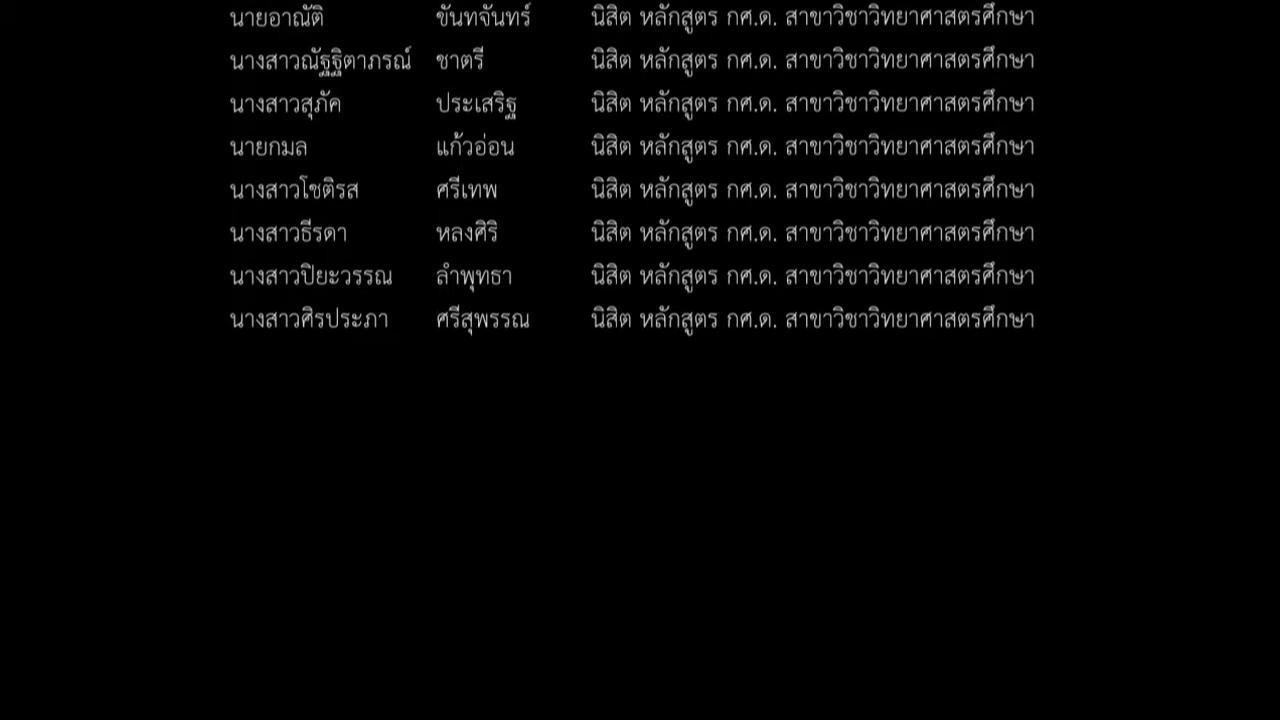 นายอาณัติ ขันทจันทร์ นิสิต หลักสูตร กศ.ด. สาขาวิชาวิทยาศาสตรศึกษา
นางสาวณัฐฐิตาภรณ์ ชาตรี นิสิต หลักสูตร กศ.ด. สาขาวิชาวิทยาศาสตรศึกษา
นางสาวสุภัค ประเสริฐ นิสิต หลักสูตร กศ.ด. สาขาวิชาวิทยาศาสตรศึกษา
นายกมล แก้วอ่อน นิสิต หลักสูตร กศ.ด. สาขาวิชาวิทยาศาสตรศึกษา
นางสาวโชติรส ศรีเทพ นิสิต หลักสูตร กศ.ด. สาขาวิชาวิทยาศาสตรศึกษา
นางสาวธีรดา หลงศิริ นิสิต หลักสูตร กศ.ด. สาขาวิชาวิทยาศาสตรศึกษา
นางสาวปิยะวรรณ ลำพุทธา นิสิต หลักสูตร กศ.ด. สาขาวิชาวิทยาศาสตรศึกษา
นางสาวศิรประภา ศรีสุพรรณ นิสิต หลักสูตร กศ.ด. สาขาวิชาวิทยาศาสตรศึกษา